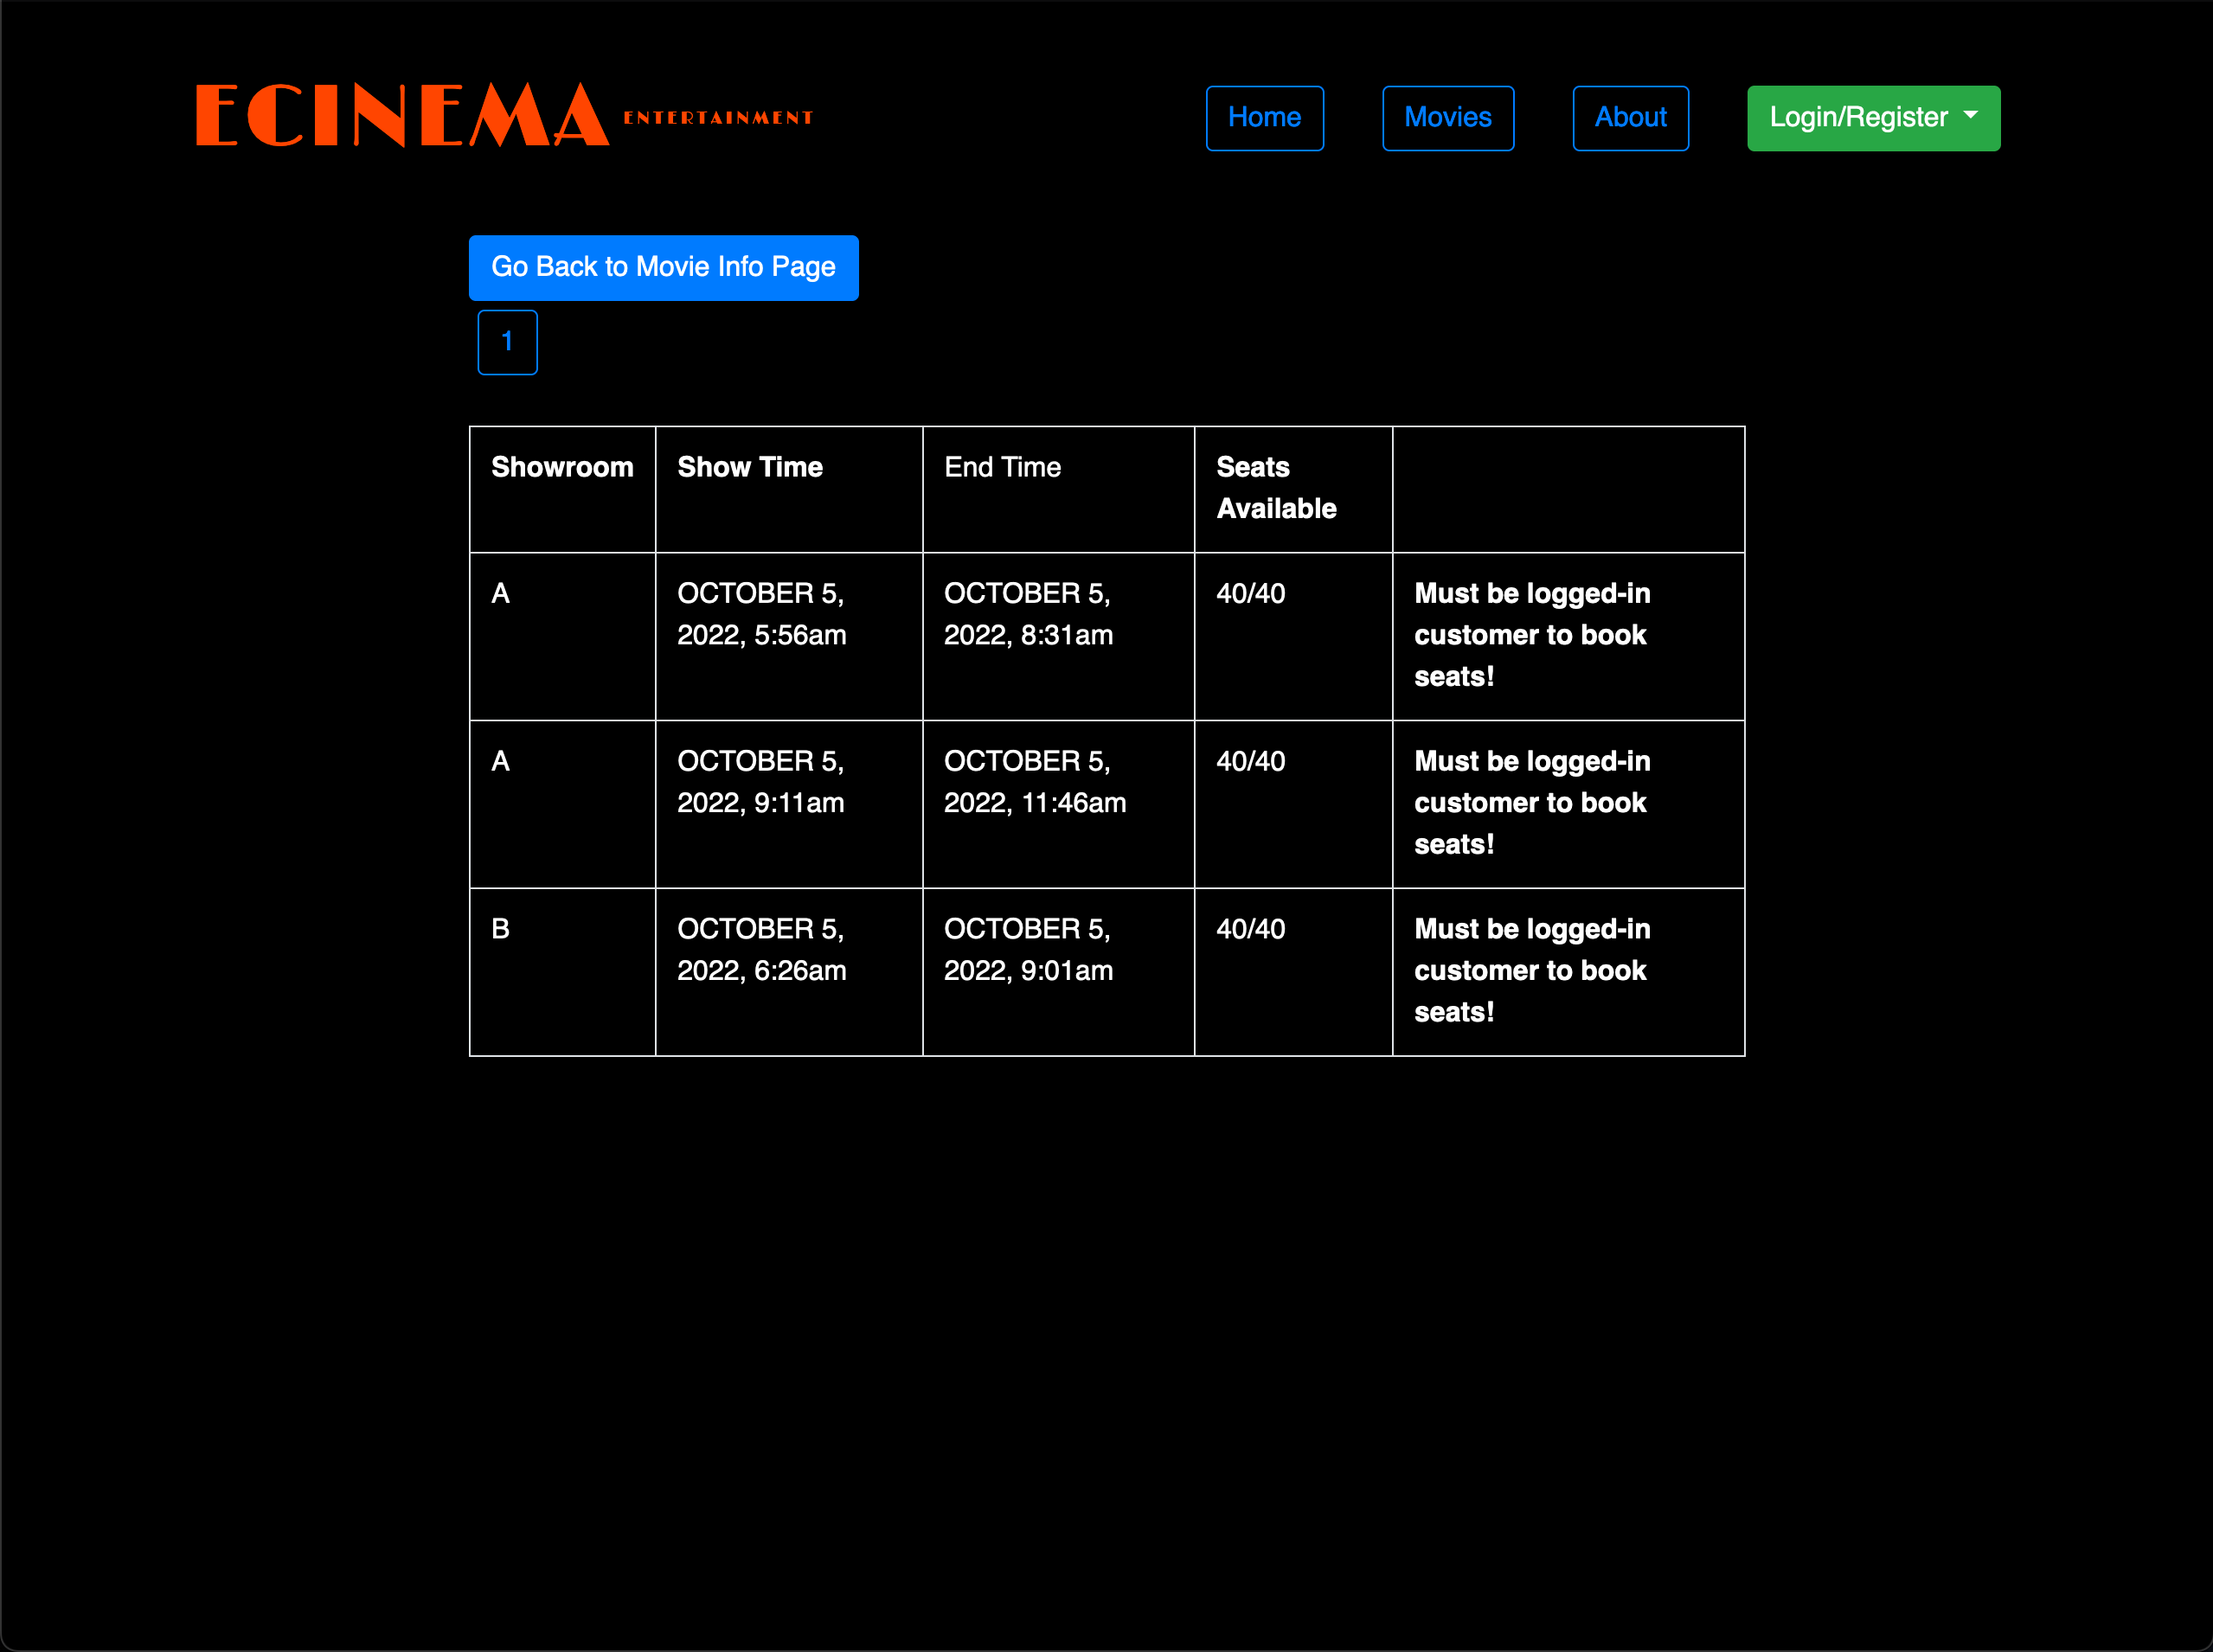 ECINEMA ENTERTAINMENT
Home Movies About Login/Register
Go Back to Movie Info Page
1
Showroom Show Time End Time Seats
Available
A OCTOBER 5, OCTOBER 5, 40/40 Must be logged-in
2022, 5:56am 2022, 8:31am customer to book
seats!
A OCTOBER 5, OCTOBER 5, 40/40 Must be logged-in
2022, 9:11am 2022, 11:46am customer to book
seats!
B OCTOBER 5, OCTOBER 5, 40/40 Must be logged-in
2022, 6:26am 2022, 9:01am customer to book
seats!